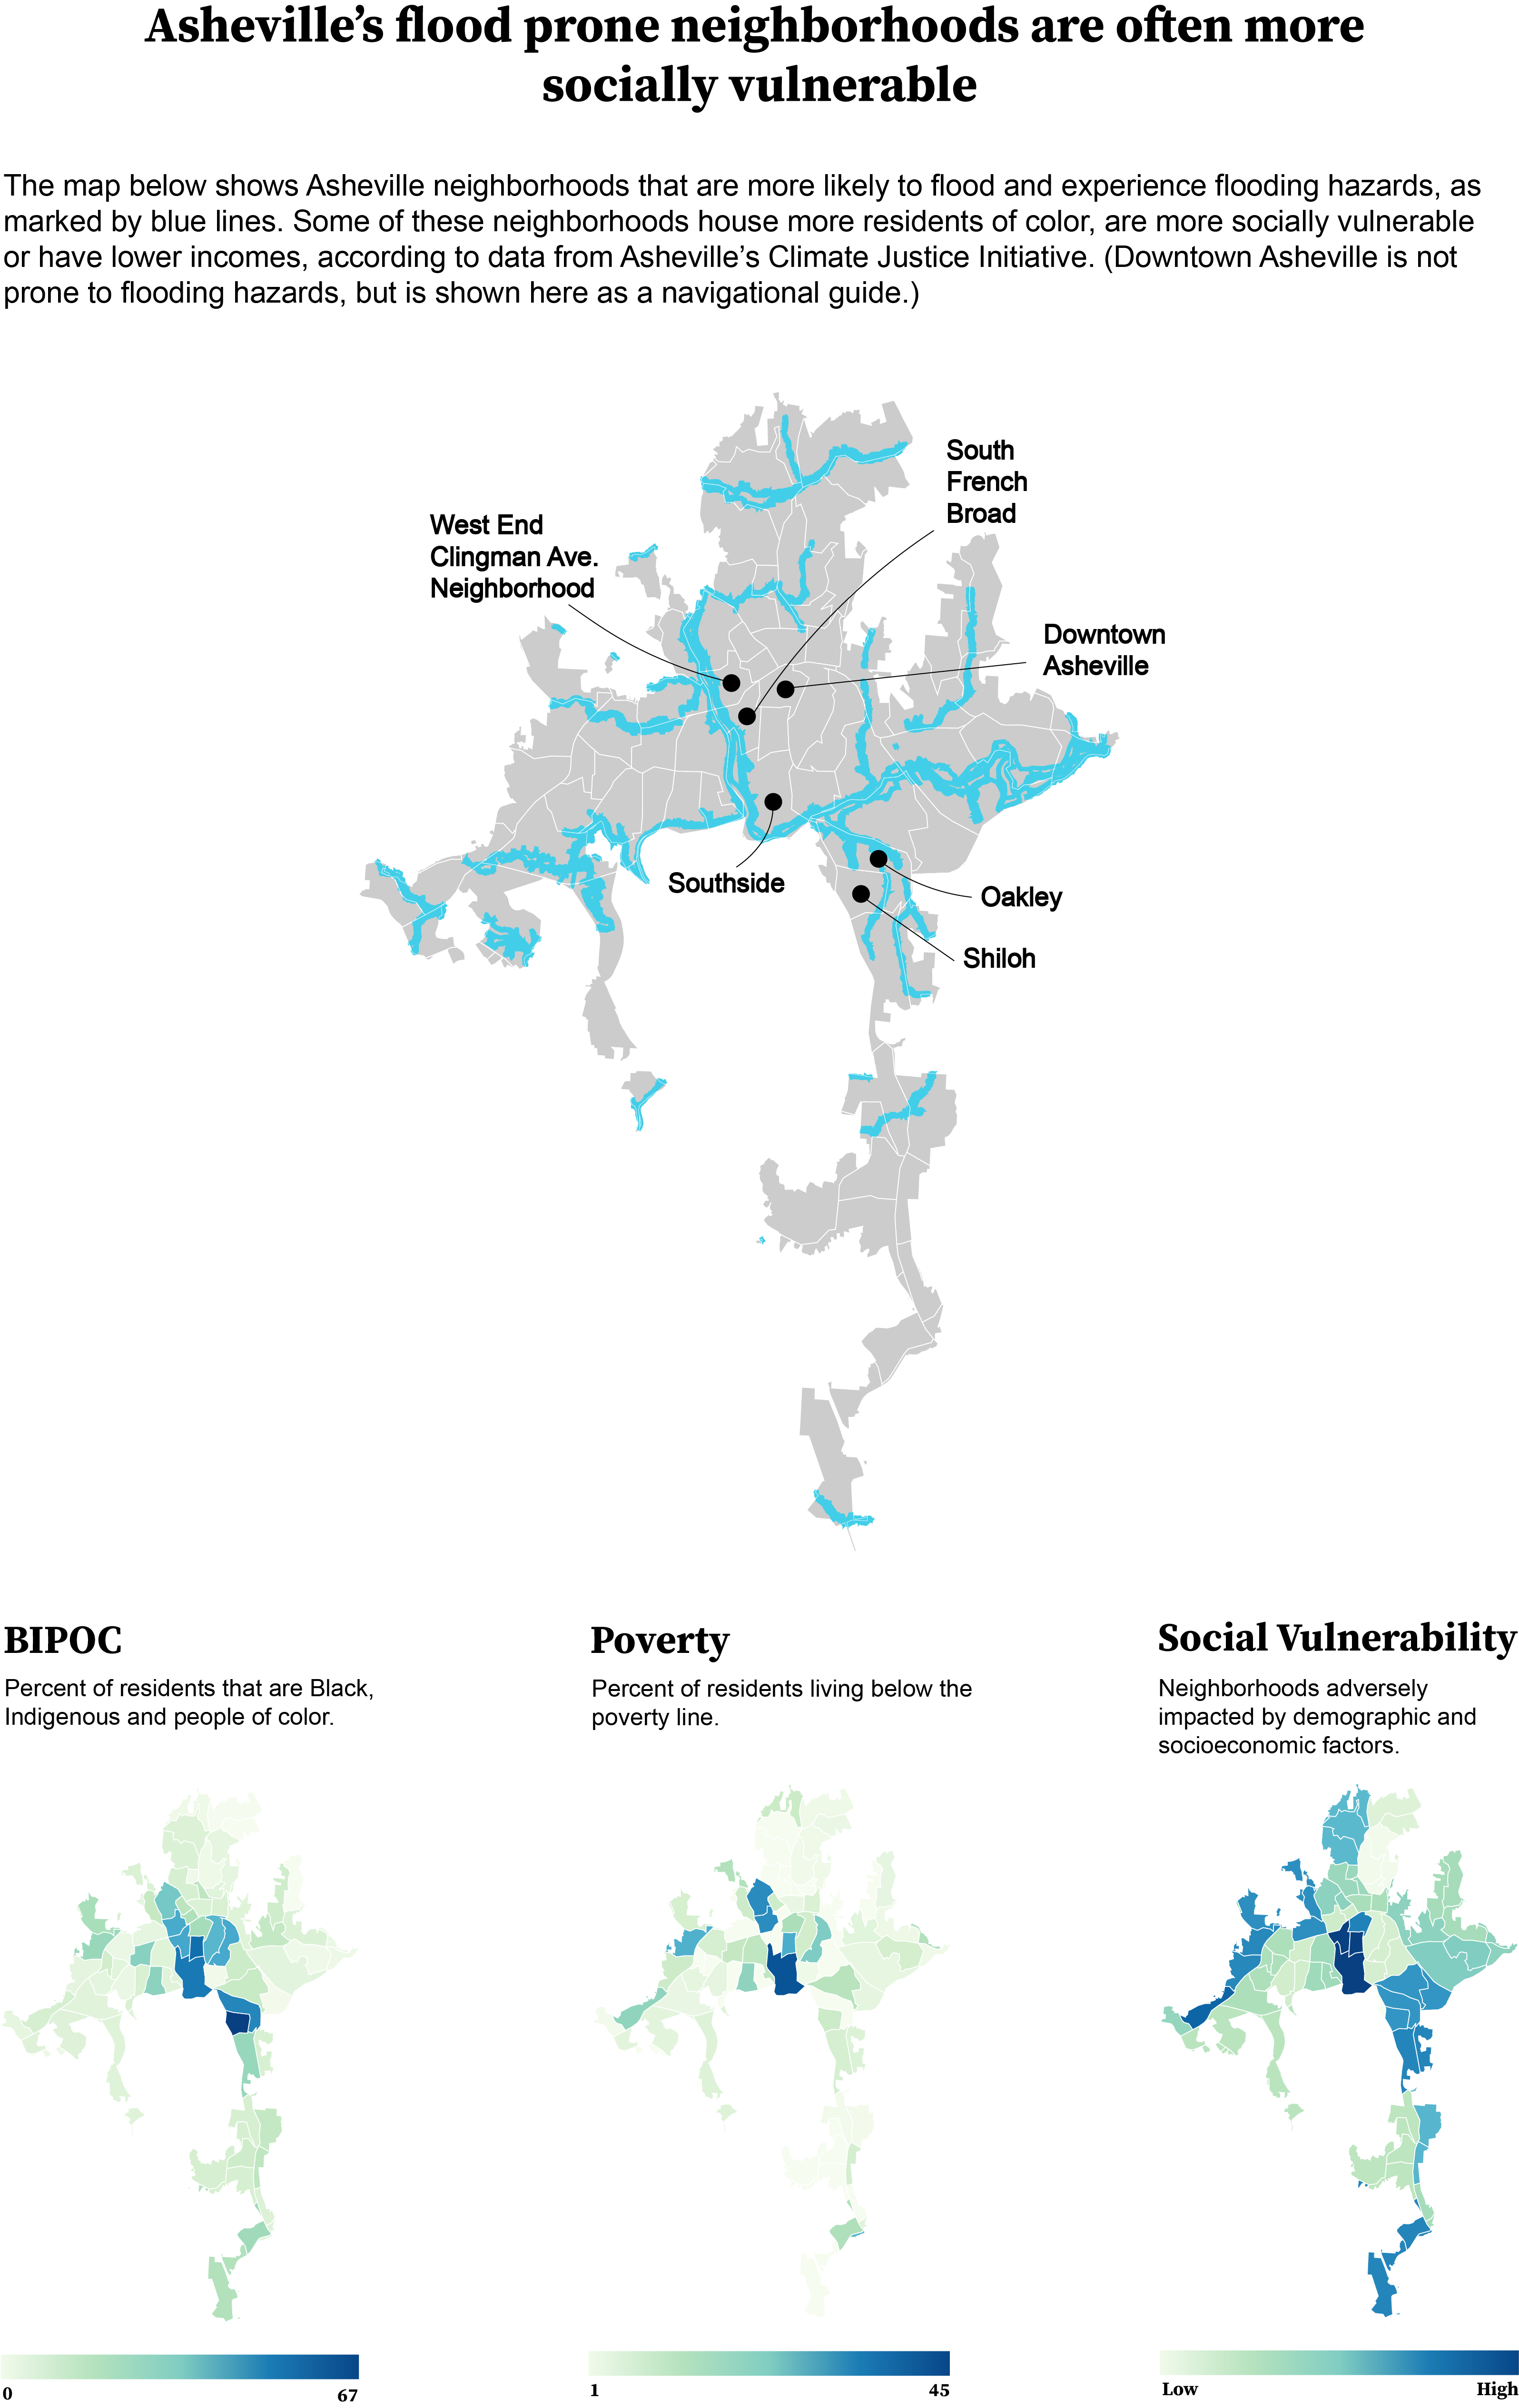 Asheville’s flood prone neighborhoods are often more
socially vulnerable
The map below shows Asheville neighborhoods that are more likely to flood and experience flooding hazards, as
marked by blue lines. Some of these neighborhoods house more residents of color, are more socially vulnerable
or have lower incomes, according to data from Asheville’s Climate Justice Initiative. (Downtown Asheville is not
prone to flooding hazards, but is shown here as a navigational guide.)
South
French
Broad
West End
Clingman Ave.
Neighborhood
Downtown
Asheville
Southside
Oakley
Shiloh
BIPOC
Percent of residents that are Black,
Indigenous and people of color.
0
67
Poverty
Percent of residents living below the
poverty line.
1
45
Social Vulnerability
Neighborhoods adversely
impacted by demographic and
socioeconomic factors.
Low
High